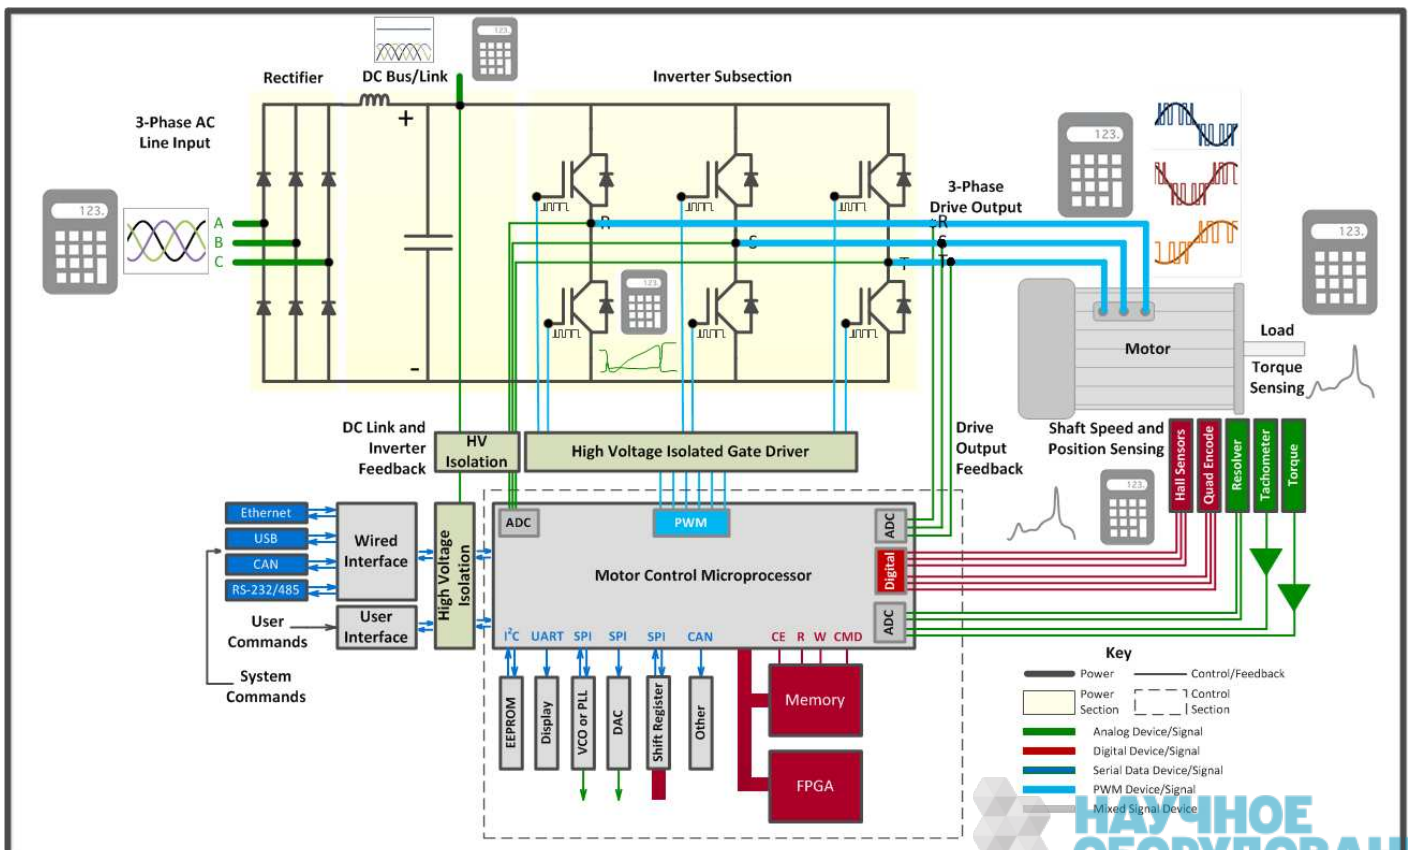 123.
Rectifier
DC Bus/Link
Inverter Subsection
3-Phase AC
Line Input
+
123.
123.
A
B
C
3-Phase
Drive Output
R
R
S
S
T
T
123.
123.
-
Motor
Load
Torque
Sensing
DC Link and
Inverter
Feedback
HV
Isolation
High Voltage Isolated Gate Driver
Drive
Output
Feedback
Shaft Speed and
Position Sensing
123.
Hall Sensors
Quad Encode
Resolver
Tachometer
Torque
Ethernet
USB
CAN
RS-232/485
Wired
Interface
High Voltage
Isolation
ADC
PWM
ADC
Digital
ADC
Motor Control Microprocessor
User
Commands
User
Interface
System
Commands
I²C
UART
SPI
SPI
SPI
CAN
CE
R
W
CMD
EEPROM
Display
VCO or PLL
DAC
Shift Register
Other
Memory
FPGA
Key
Power
Control/Feedback
Power
Section
Control
Section
Analog Device/Signal
Digital Device/Signal
Serial Data Device/Signal
PWM Device/Signal
Mixed Signal Device
НАУЧНОЕ